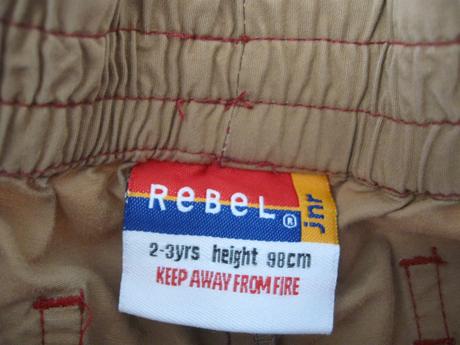 ReBeL® jnr
2-3yrs height 98cm
KEEP AWAY FROM FIRE